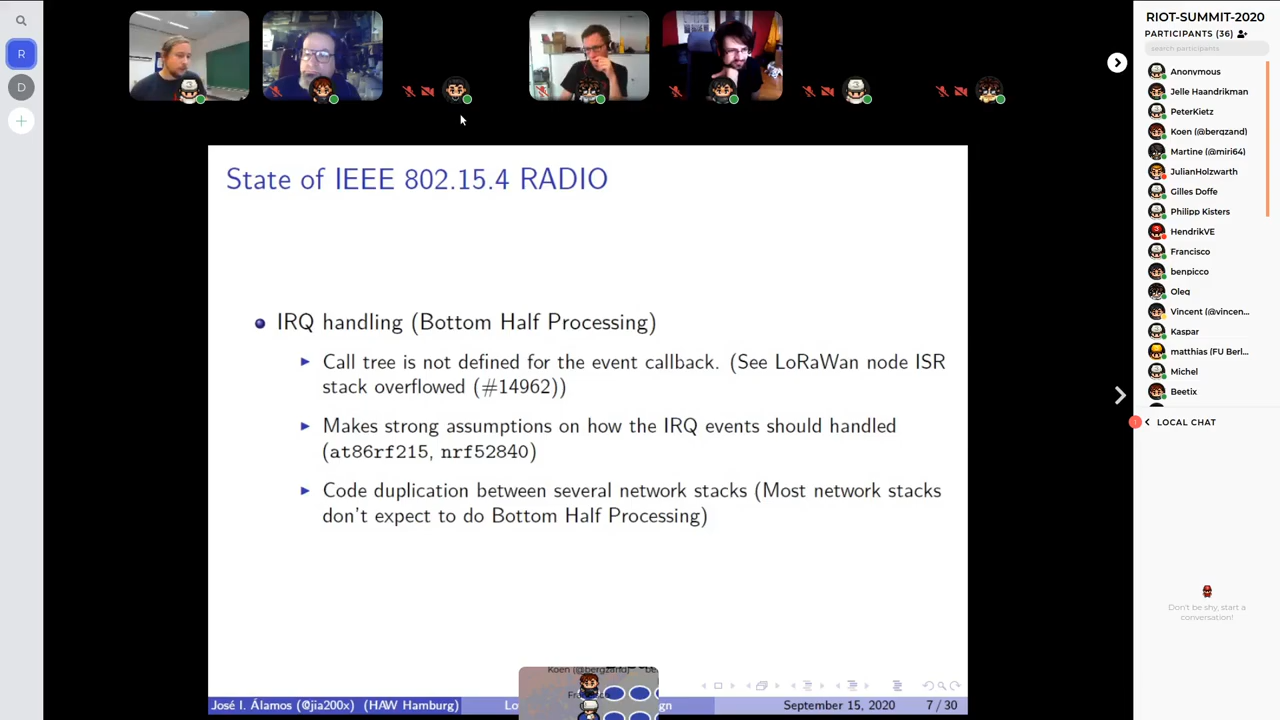 R
D
State of IEEE 802.15.4 RADIO
IRQ handling (Bottom Half Processing)
Call tree is not defined for the event callback. (See LoRaWan node ISR
stack overflowed (#14962))
Makes strong assumptions on how the IRQ events should handled
(at86rf215, nrf52840)
Code duplication between several network stacks (Most network stacks
don't expect to do Bottom Half Processing)
Koen (@bergzand)
José I. Álamos (@jia200x) (HAW Hamburg)
September 15, 2020
7 / 30
RIOT-SUMMIT-2020
PARTICIPANTS (36)
search participants
Anonymous
Jelle Haandrikman
PeterKietz
Koen (@bergzand)
Martine (@miri64)
JulianHolzwarth
Gilles Doffe
Philipp Kisters
HendrikVE
Francisco
benpicco
Oleq
Vincent (@vincen...
Kaspar
matthias (FU Berl...
Michel
Beetix
LOCAL CHAT
Don't be shy, start a
conversation!